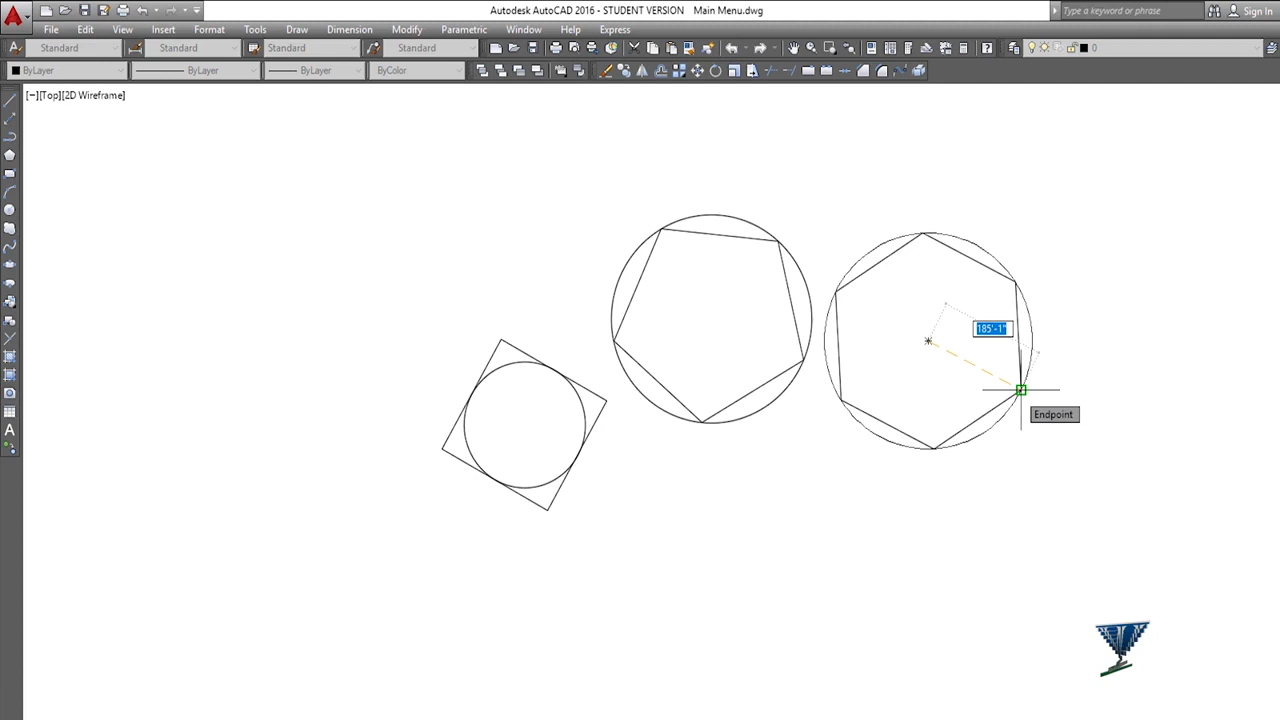 Autodesk AutoCAD 2016 - STUDENT VERSION Main Menu.dwg
Type a keyword or phrase
Sign In
File Edit View Insert Format Tools Draw Dimension Modify Parametric Window Help Express
Standard Standard Standard Standard 0
ByLayer ByLayer ByLayer ByColor
[−][Top][2D Wireframe]
185'-1"
Endpoint
A